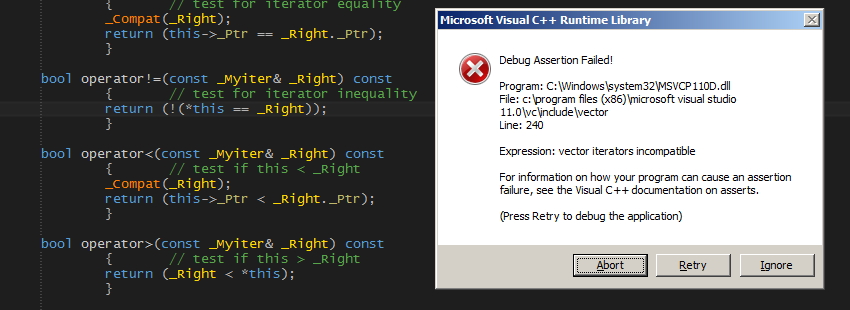 { // test for iterator equality
_Compat(_Right);
return (this->_Ptr == _Right._Ptr);
}
bool operator!=(const _Myiter& _Right) const
{ // test for iterator inequality
return (!(*this == _Right));
}
bool operator<(const _Myiter& _Right) const
{ // test if this < _Right
_Compat(_Right);
return (this->_Ptr < _Right._Ptr);
}
bool operator>(const _Myiter& _Right) const
{ // test if this > _Right
return (_Right < *this);
}
Microsoft Visual C++ Runtime Library
Debug Assertion Failed!
Program: C:\Windows\system32\MSVCP110D.dll
File: c:\program files (x86)\microsoft visual studio
11.0\vc\include\vector
Line: 240
Expression: vector iterators incompatible
For information on how your program can cause an assertion
failure, see the Visual C++ documentation on asserts.
(Press Retry to debug the application)
Abort
Retry
Ignore